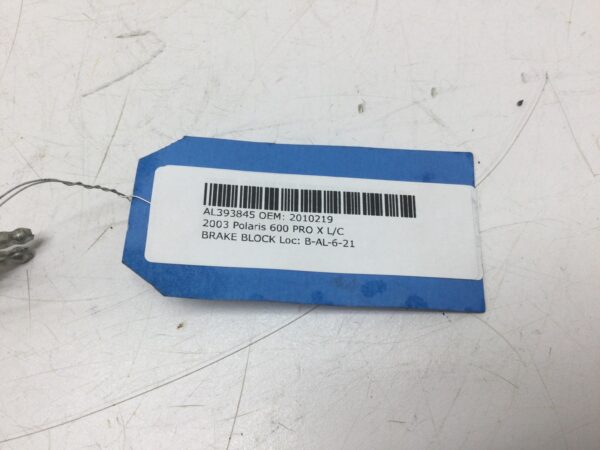 AL393845 OEM: 2010219
2003 Polaris 600 PRO X L/C
BRAKE BLOCK Loc: B-AL-6-21